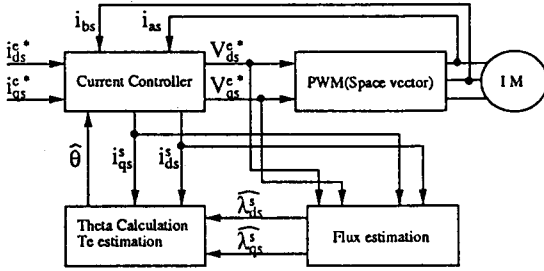 i_bs i_as
i_ds^e* V_ds^e*
Current Controller PWM(Space vector) I M
i_qs^e* V_qs^e*
θ̂ i_qs^s i_ds^s
λ̂_ds^s
Theta Calculation
Te estimation
Flux estimation
λ̂_qs^s